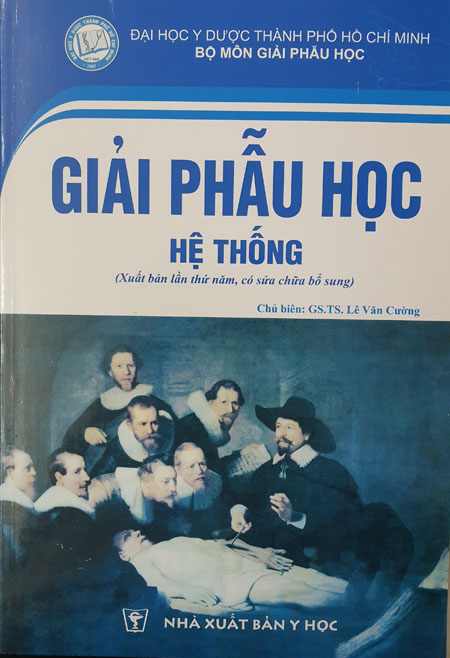 ĐẠI HỌC Y DƯỢC THÀNH PHỐ HỒ CHÍ MINH
BỘ MÔN GIẢI PHẪU HỌC
GIẢI PHẪU HỌC
HỆ THỐNG
(Xuất bản lần thứ năm, có sửa chữa bổ sung)
Chủ biên: GS.TS. Lê Văn Cường
NHÀ XUẤT BẢN Y HỌC